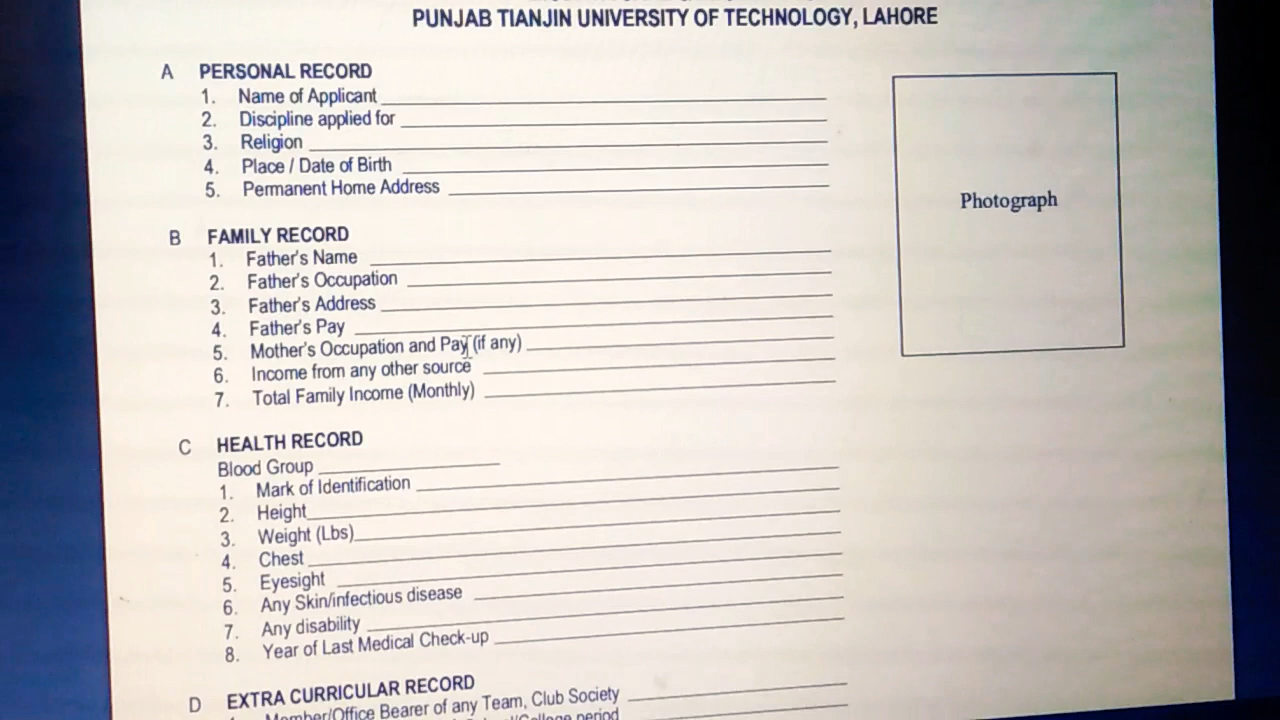 PUNJAB TIANJIN UNIVERSITY OF TECHNOLOGY, LAHORE
A PERSONAL RECORD
1. Name of Applicant
2. Discipline applied for
3. Religion
4. Place / Date of Birth
5. Permanent Home Address
Photograph
B FAMILY RECORD
1. Father's Name
2. Father's Occupation
3. Father's Address
4. Father's Pay
5. Mother's Occupation and Pay (if any)
6. Income from any other source
7. Total Family Income (Monthly)
C HEALTH RECORD
Blood Group
1. Mark of Identification
2. Height
3. Weight (Lbs)
4. Chest
5. Eyesight
6. Any Skin/infectious disease
7. Any disability
8. Year of Last Medical Check-up
D EXTRA CURRICULAR RECORD
Member/Office Bearer of any Team, Club Society
period